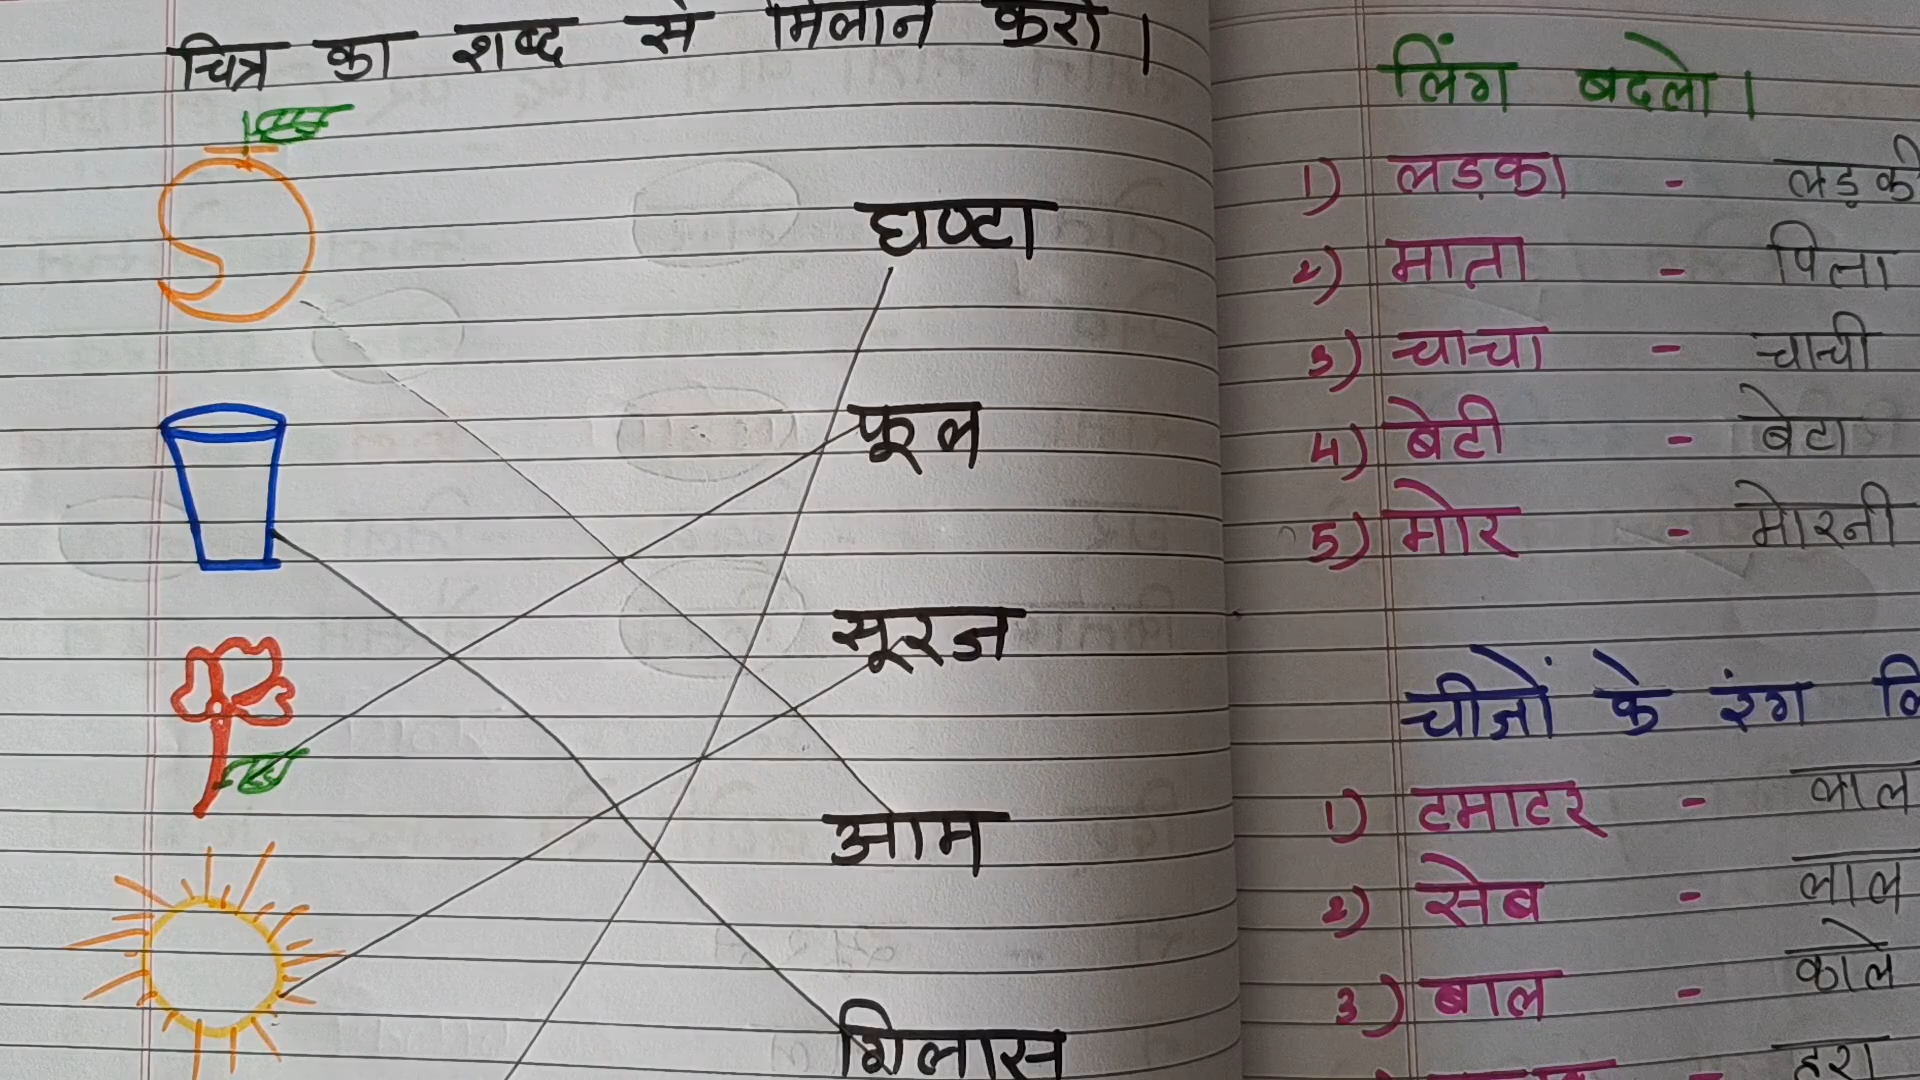 चित्र का शब्द से मिलान करो ।
घण्टा
फूल
सूरज
आम
गिलास
लिंग बदलो ।
1) लड़का - लड़की
2) माता - पिता
3) चाचा - चाची
4) बेटी - बेटा
5) मोर - मोरनी
चीजों के रंग
1) टमाटर - लाल
2) सेब - लाल
3) बाल - काले
- हरा